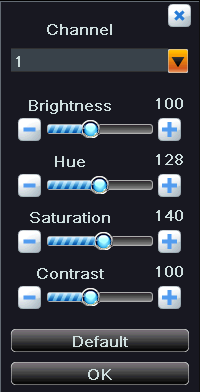 Channel
1
Brightness 100
Hue 128
Saturation 140
Contrast 100
Default
OK